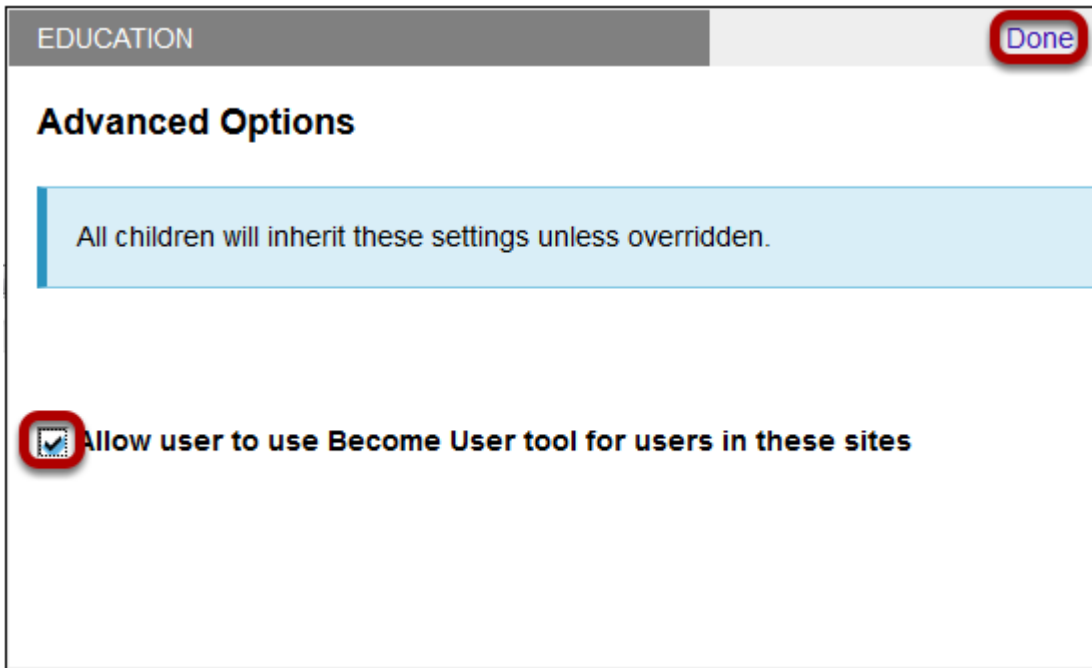 EDUCATION Done
Advanced Options
All children will inherit these settings unless overridden.
Allow user to use Become User tool for users in these sites